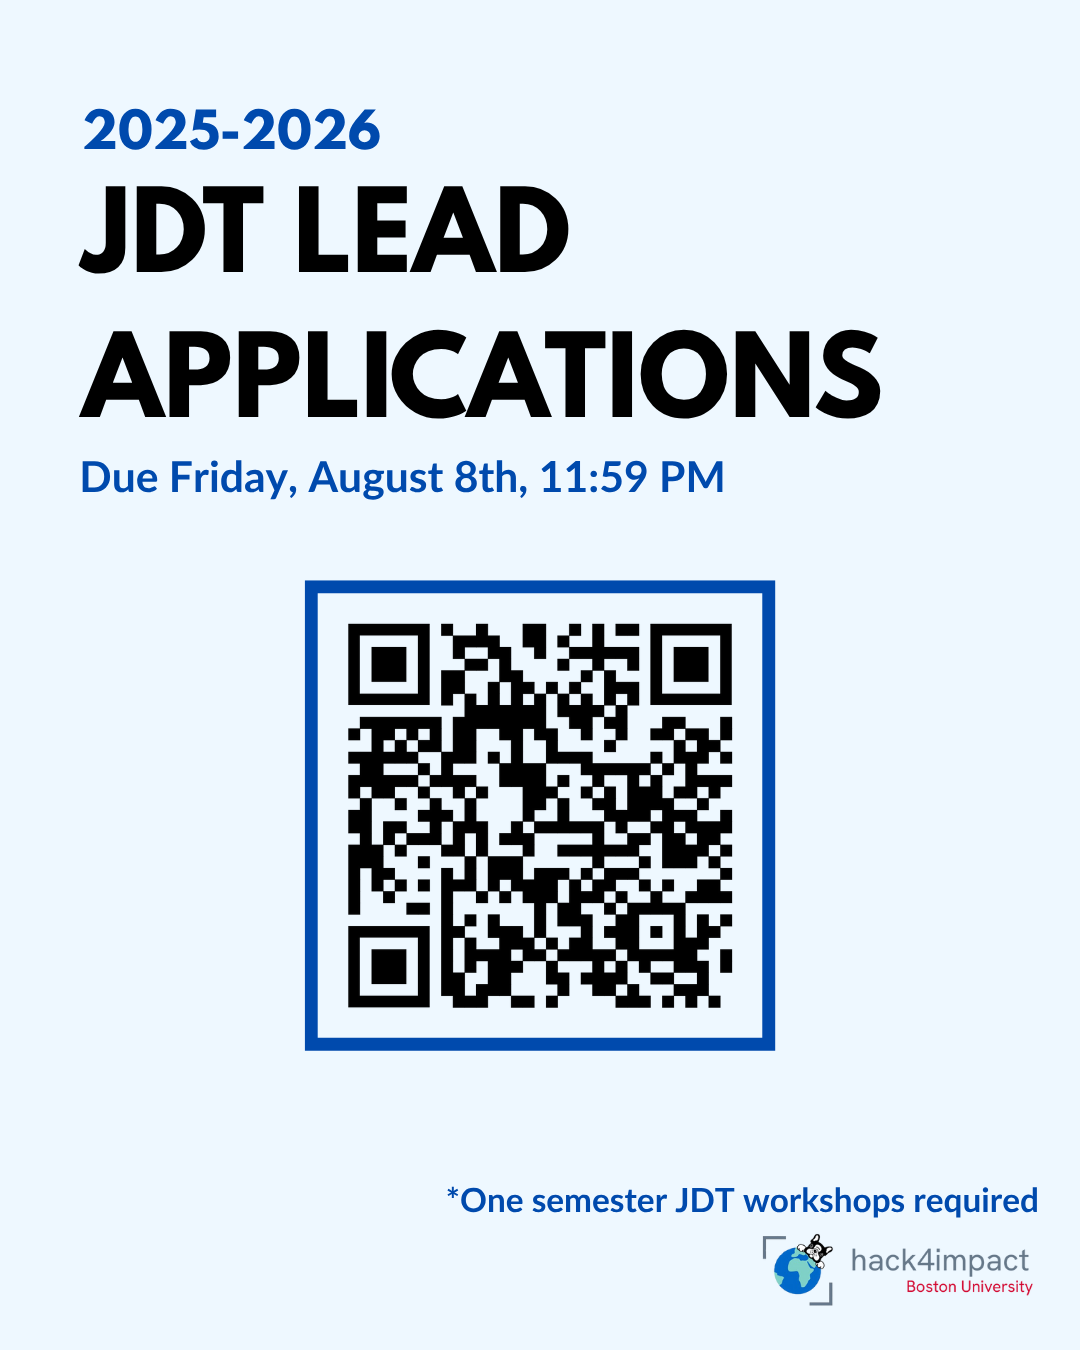 2025-2026
JDT LEAD
APPLICATIONS
Due Friday, August 8th, 11:59 PM
*One semester JDT workshops required
hack4impact
Boston University